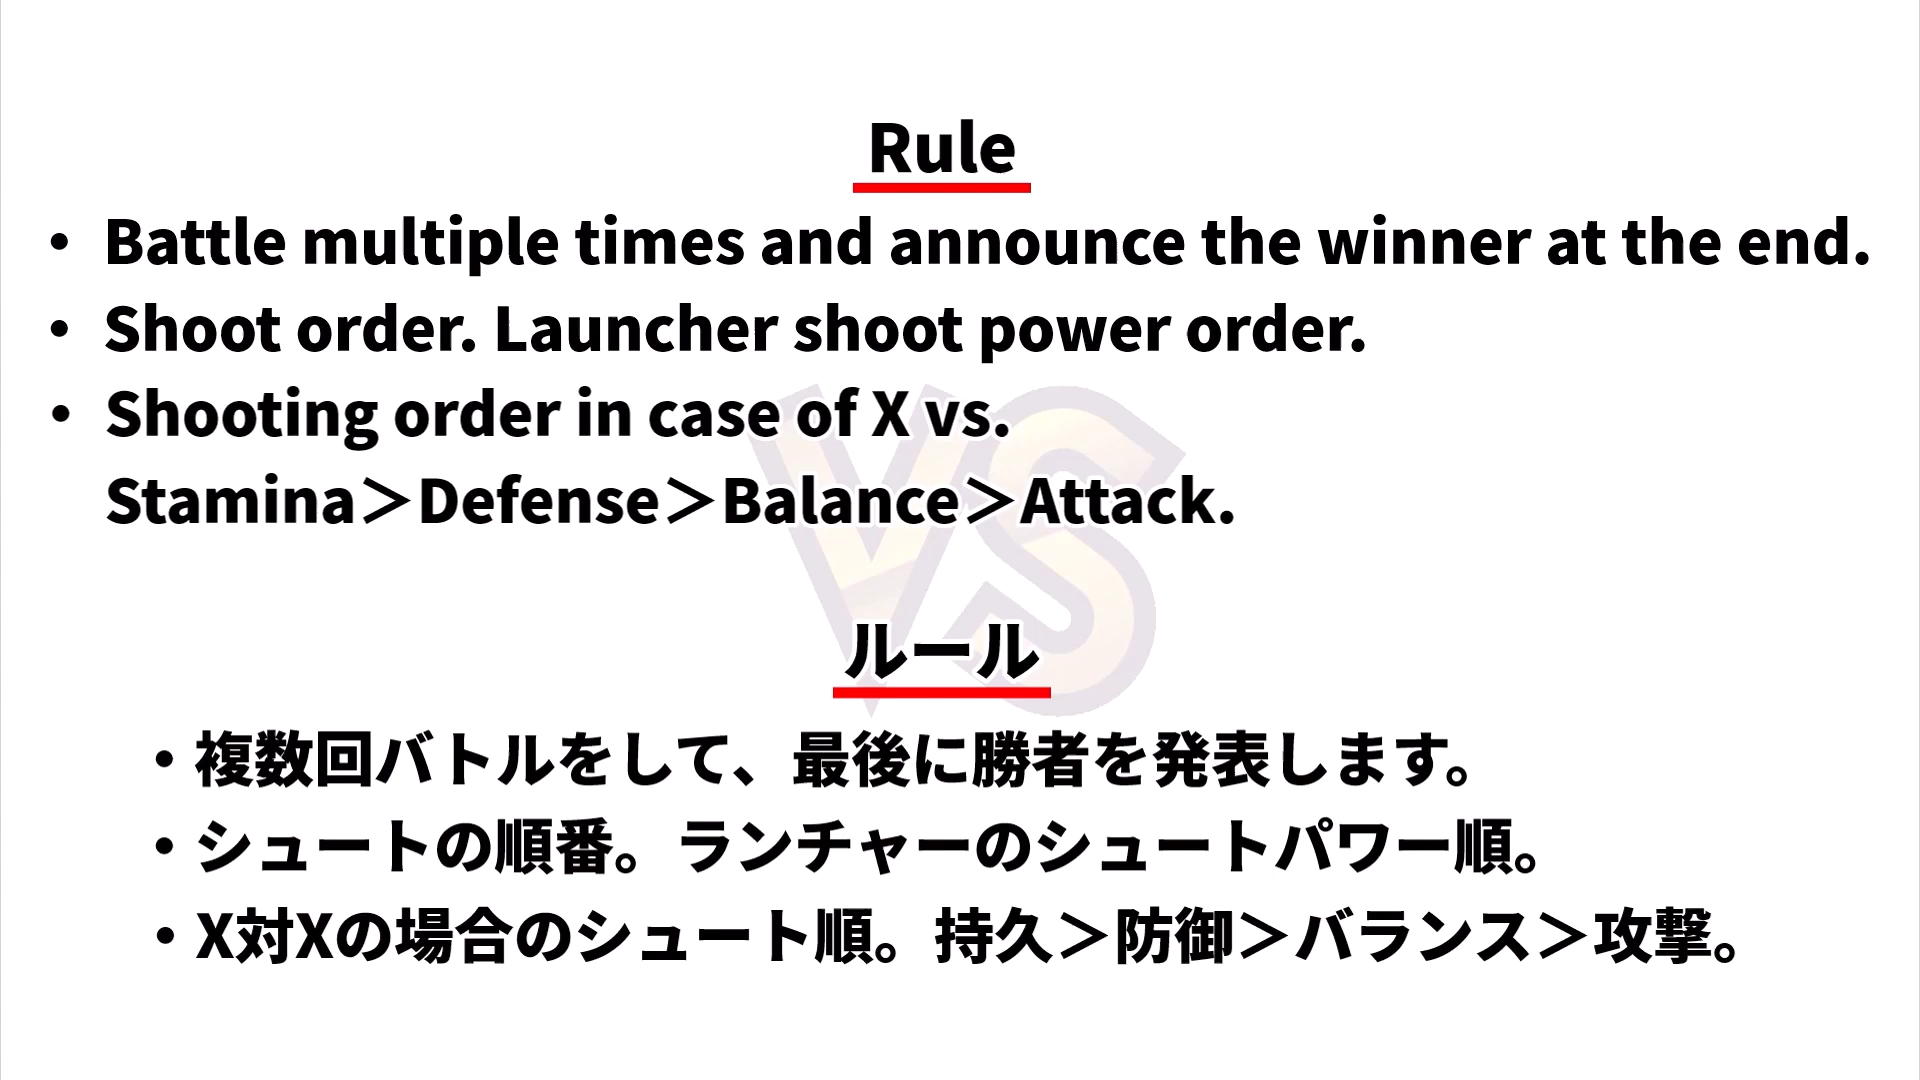 Rule
• Battle multiple times and announce the winner at the end.
• Shoot order. Launcher shoot power order.
• Shooting order in case of X vs.
Stamina＞Defense＞Balance＞Attack.
VS
ルール
・複数回バトルをして、最後に勝者を発表します。
・シュートの順番。ランチャーのシュートパワー順。
・X対Xの場合のシュート順。持久＞防御＞バランス＞攻撃。